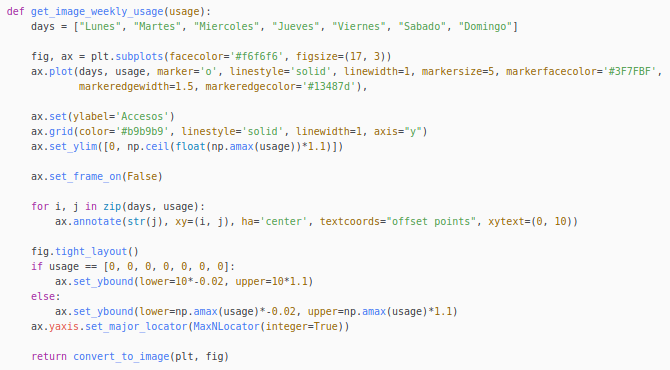 def get_image_weekly_usage(usage):
    days = ["Lunes", "Martes", "Miercoles", "Jueves", "Viernes", "Sabado", "Domingo"]

    fig, ax = plt.subplots(facecolor='#f6f6f6', figsize=(17, 3))
    ax.plot(days, usage, marker='o', linestyle='solid', linewidth=1, markersize=5, markerfacecolor='#3F7FBF',
            markeredgewidth=1.5, markeredgecolor='#13487d'),

    ax.set(ylabel='Accesos')
    ax.grid(color='#b9b9b9', linestyle='solid', linewidth=1, axis="y")
    ax.set_ylim([0, np.ceil(float(np.amax(usage))*1.1)])

    ax.set_frame_on(False)

    for i, j in zip(days, usage):
        ax.annotate(str(j), xy=(i, j), ha='center', textcoords="offset points", xytext=(0, 10))

    fig.tight_layout()
    if usage == [0, 0, 0, 0, 0, 0, 0]:
        ax.set_ybound(lower=10*-0.02, upper=10*1.1)
    else:
        ax.set_ybound(lower=np.amax(usage)*-0.02, upper=np.amax(usage)*1.1)
    ax.yaxis.set_major_locator(MaxNLocator(integer=True))

    return convert_to_image(plt, fig)